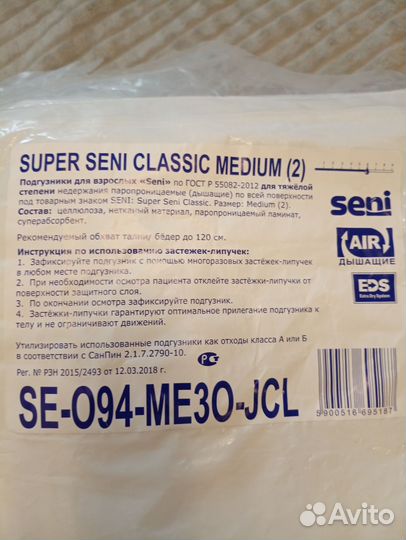 SUPER SENI CLASSIC MEDIUM (2)
Подгузники для взрослых «Seni» по ГОСТ Р 55082-2012 для тяжёлой
степени недержания паропроницаемые (дышащие) по всей поверхности
под товарным знаком SENI: Super Seni Classic. Размер: Medium (2).
Состав: целлюлоза, нетканый материал, паропроницаемый ламинат,
суперабсорбент.
Рекомендуемый обхват талии/ бёдер до 120 см.
Инструкция по использованию застежек-липучек:
1. Зафиксируйте подгузник с помощью многоразовых застёжек-липучек
в любом месте подгузника.
2. При необходимости осмотра пациента отклейте застёжки-липучки от
поверхности защитного слоя.
3. По окончании осмотра зафиксируйте подгузник.
4. Застёжки-липучки гарантируют оптимальное прилегание подгузника к
телу и не ограничивают движений.
Утилизировать использованные подгузники как отходы класса А или Б
в соответствии с СанПин 2.1.7.2790-10.
Рег. № РЗН 2015/2493 от 12.03.2018 г.
SE-O94-ME3O-JCL
seni
AIR
ДЫШАЩИЕ
EDS
Extra Dry System
5900516 695187
Avito